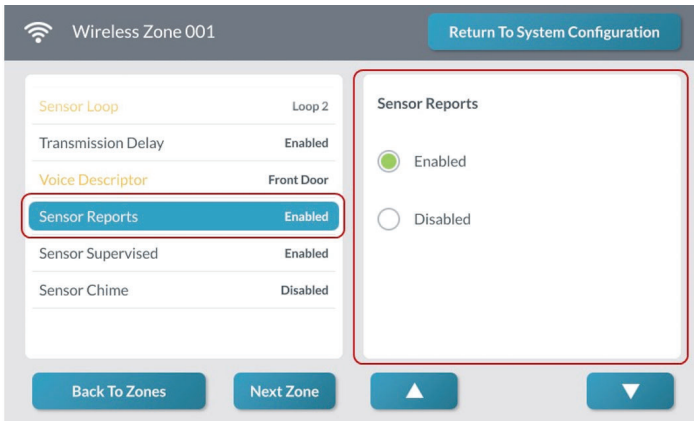 Wireless Zone 001
Return To System Configuration
Sensor Loop Loop 2
Transmission Delay Enabled
Voice Descriptor Front Door
Sensor Reports Enabled
Sensor Supervised Enabled
Sensor Chime Disabled
Sensor Reports
Enabled
Disabled
Back To Zones
Next Zone